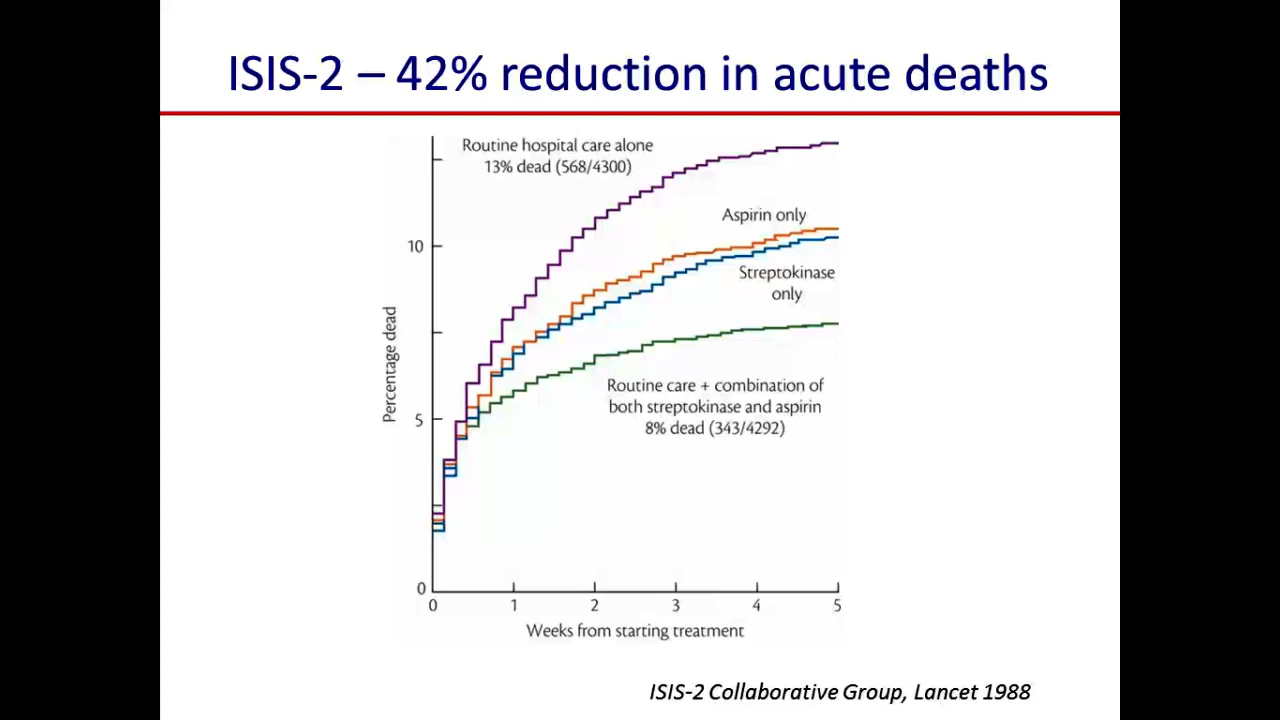 ISIS-2 – 42% reduction in acute deaths
Routine hospital care alone
13% dead (568/4300)
Aspirin only
10
Streptokinase
only
Percentage dead
Routine care + combination of
both streptokinase and aspirin
8% dead (343/4292)
5
0
0 1 2 3 4 5
Weeks from starting treatment
ISIS-2 Collaborative Group, Lancet 1988